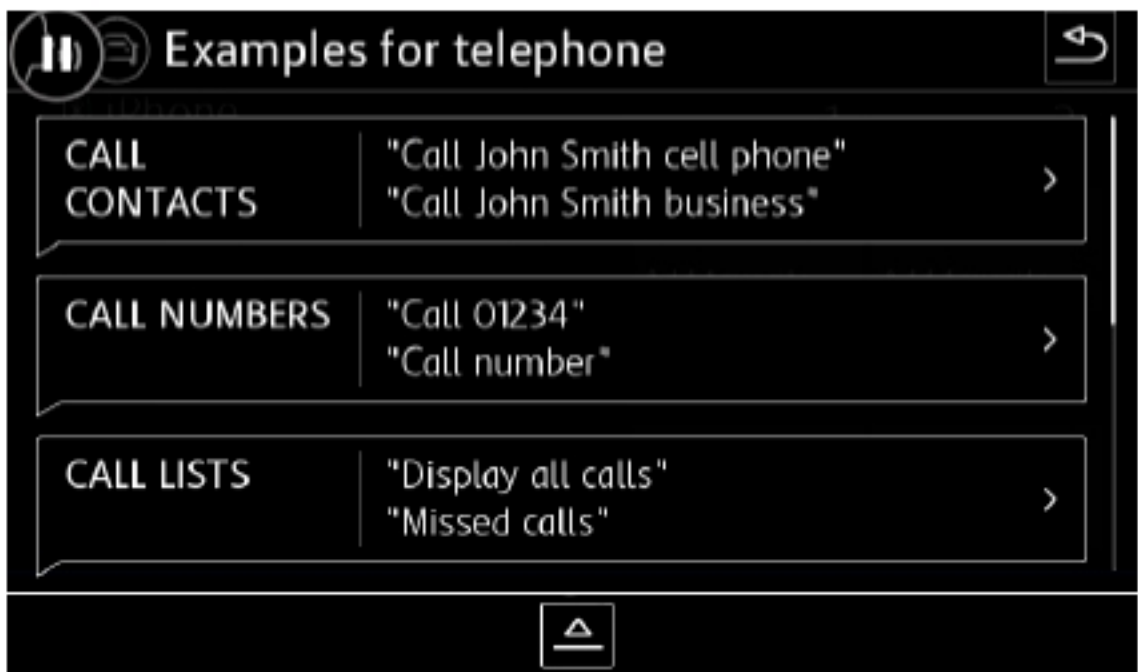 Examples for telephone
iPhone
CALL
CONTACTS
"Call John Smith cell phone"
"Call John Smith business"
CALL NUMBERS
"Call 01234"
"Call number"
CALL LISTS
"Display all calls"
"Missed calls"